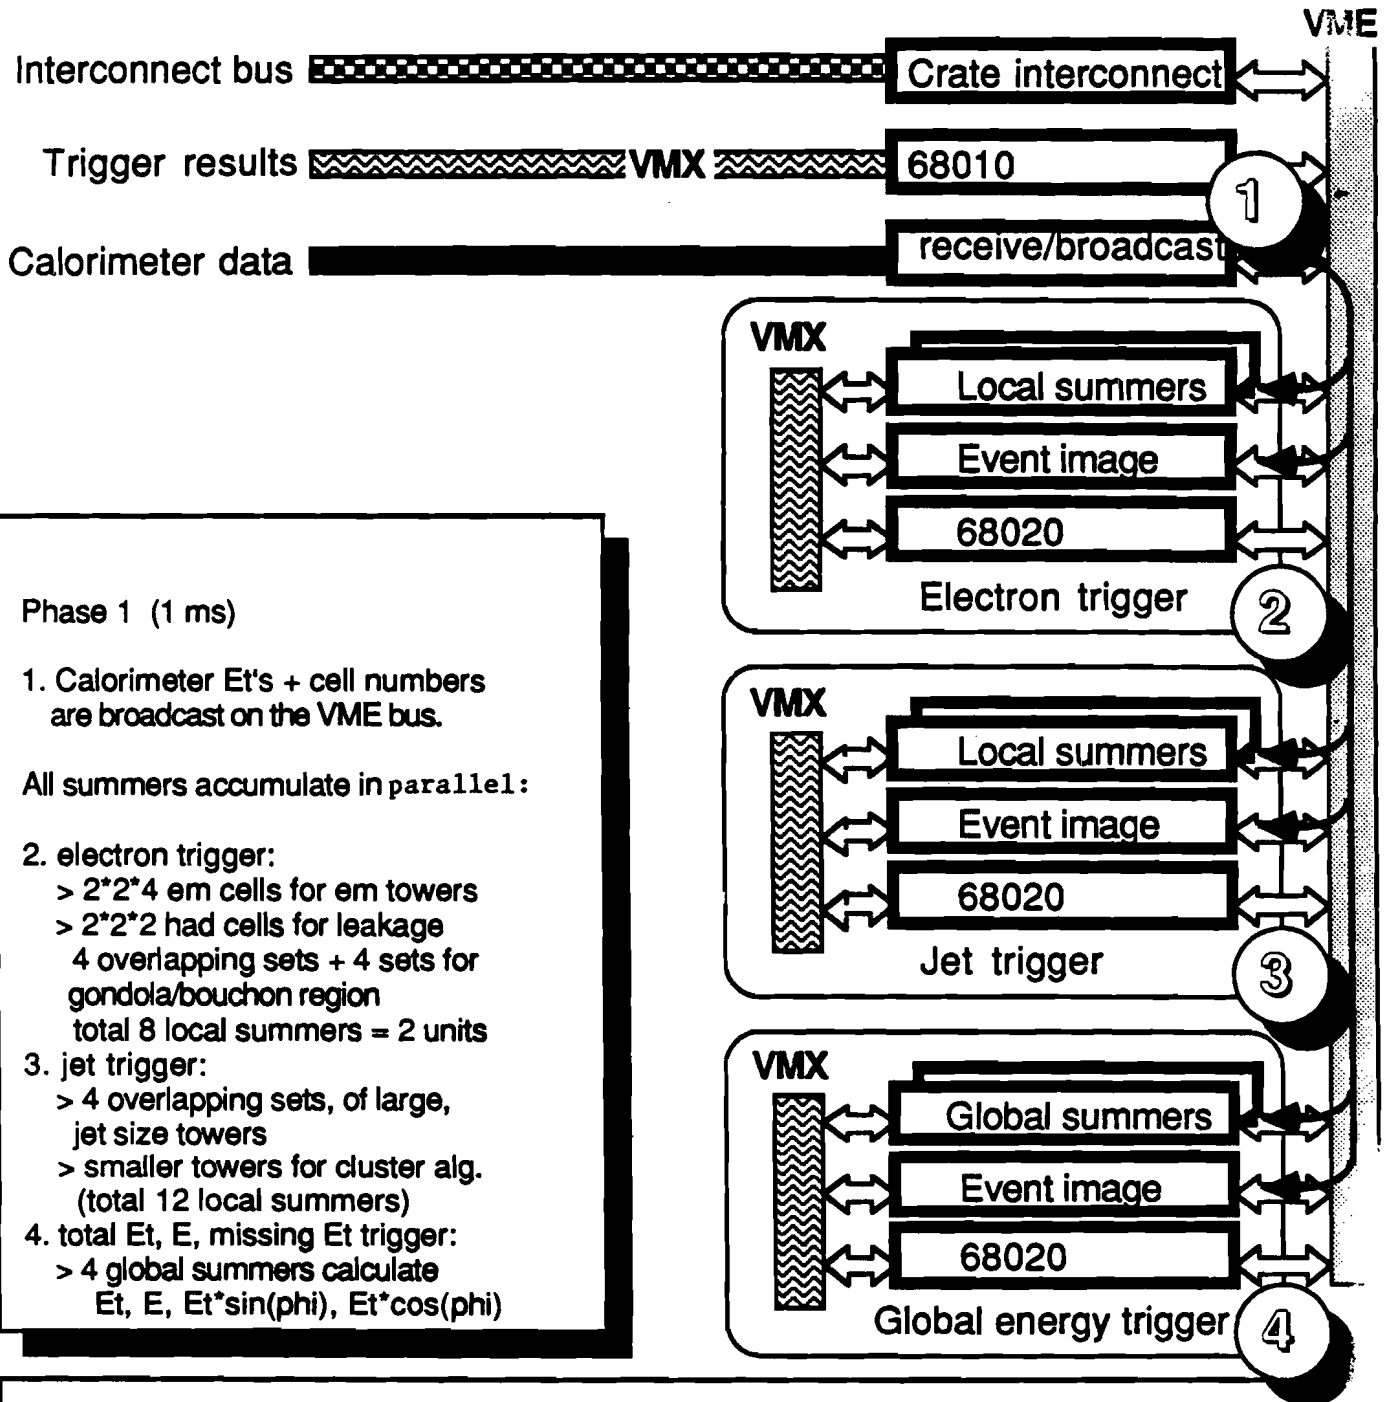 VME
Interconnect bus
Crate interconnect
Trigger results
VMX
68010
1
Calorimeter data
receive/broadcast
VMX
Local summers
Event image
68020
Electron trigger
2
VMX
Local summers
Event image
68020
Jet trigger
3
VMX
Global summers
Event image
68020
Global energy trigger
4
Phase 1 (1 ms)
1. Calorimeter Et's + cell numbers
are broadcast on the VME bus.
All summers accumulate in parallel:
2. electron trigger:
> 2*2*4 em cells for em towers
> 2*2*2 had cells for leakage
4 overlapping sets + 4 sets for
gondola/bouchon region
total 8 local summers = 2 units
3. jet trigger:
> 4 overlapping sets, of large,
jet size towers
> smaller towers for cluster alg.
(total 12 local summers)
4. total Et, E, missing Et trigger:
> 4 global summers calculate
Et, E, Et*sin(phi), Et*cos(phi)